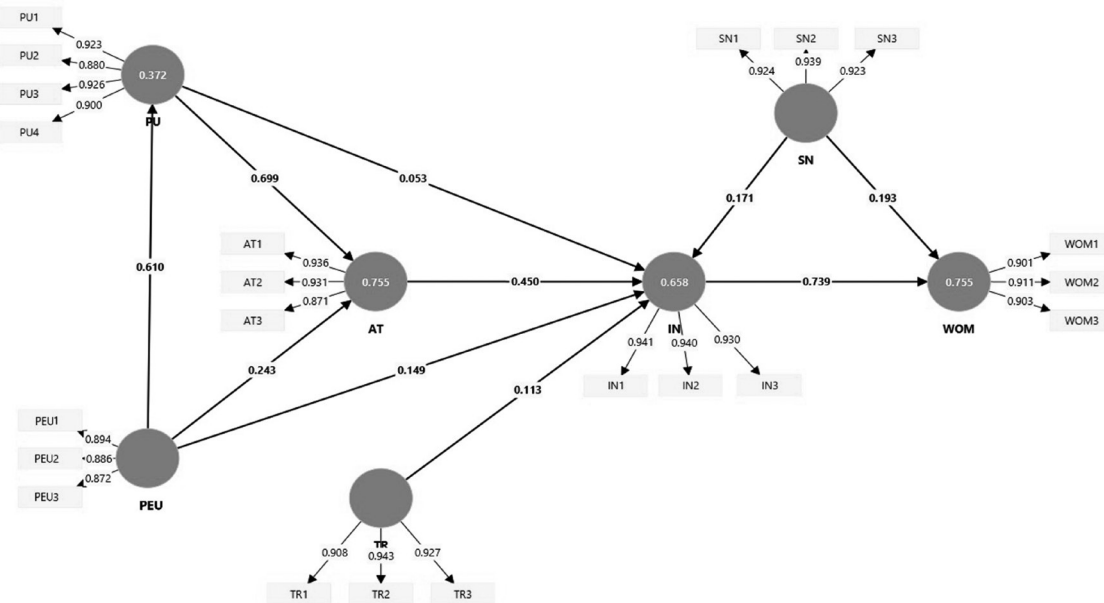 PU1
0.923
PU2
0.880
PU3
0.926
PU4
0.900
0.372
PU
SN1
SN2
SN3
0.924
0.939
0.923
SN
0.699
0.053
0.171
0.193
0.610
AT1
0.936
AT2
0.931
AT3
0.871
0.755
AT
0.450
0.658
IN
0.739
0.755
WOM
WOM1
0.901
WOM2
0.911
WOM3
0.903
0.941
0.940
0.930
IN1
IN2
IN3
0.243
0.149
0.113
PEU1
0.894
PEU2
0.886
PEU3
0.872
PEU
TR
0.908
0.943
0.927
TR1
TR2
TR3